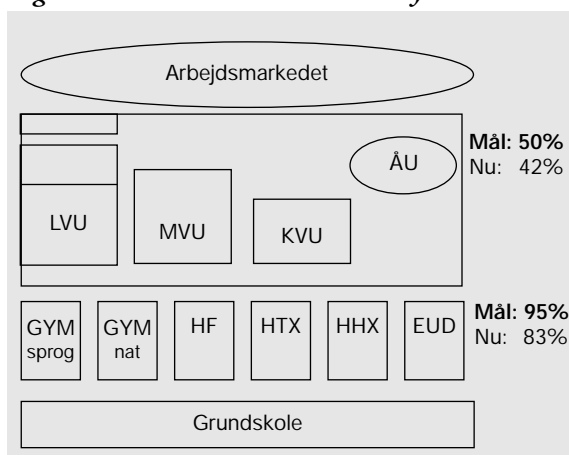 Arbejdsmarkedet
Mål: 50%
ÅU
Nu: 42%
LVU
MVU
KVU
Mål: 95%
GYM
sprog
GYM
nat
HF
HTX
HHX
EUD
Nu: 83%
Grundskole